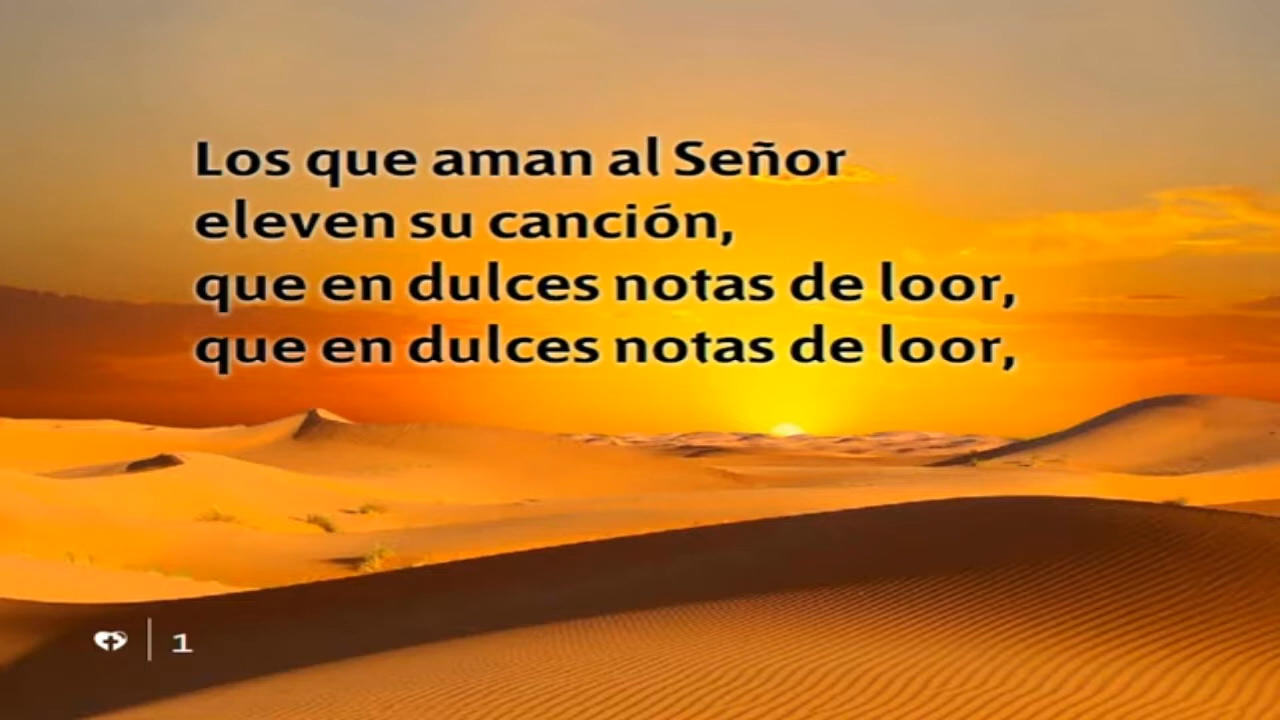 Los que aman al Señor
eleven su canción,
que en dulces notas de loor,
que en dulces notas de loor,
1